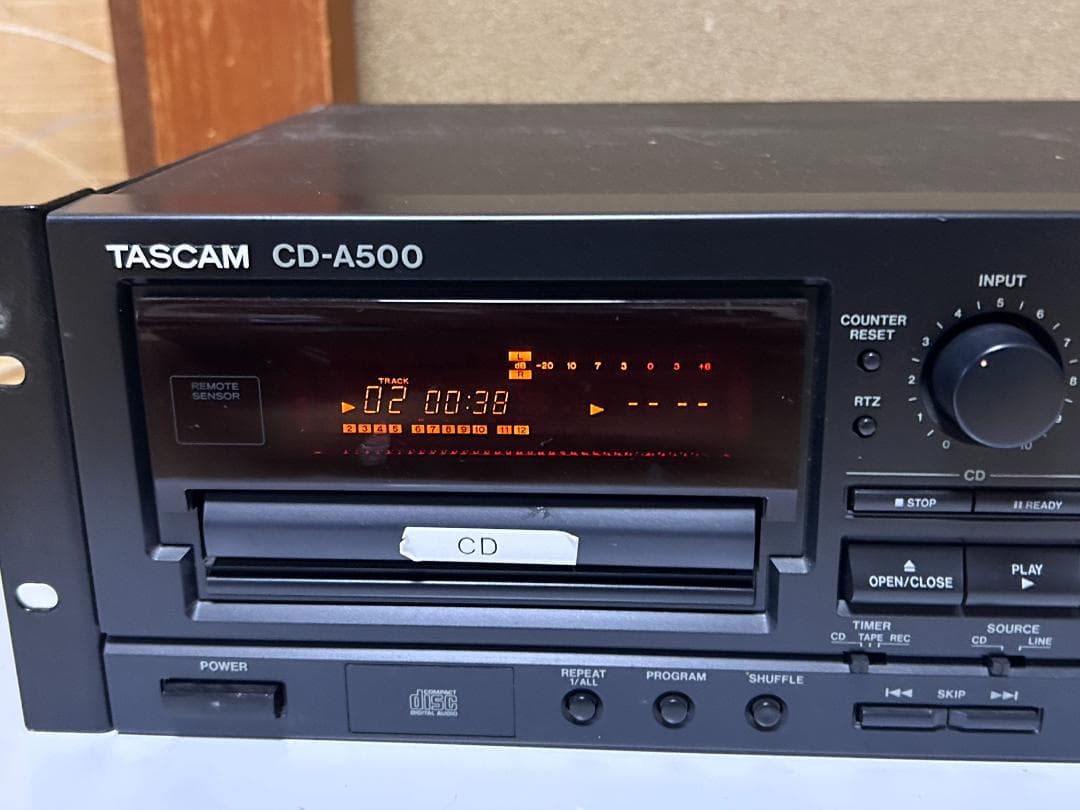 TASCAM CD-A500
REMOTE
SENSOR
L
dB -20 10 7 3 0 3 +6
R
TRACK
02 00:38 -- --
2 3 4 5 6 7 8 9 10 11 12
CD
INPUT
0 1 2 3 4 5 6 7 8 9 10
COUNTER
RESET
RTZ
CD
STOP
READY
OPEN/CLOSE
PLAY
TIMER
CD TAPE REC
SOURCE
CD LINE
POWER
COMPACT
disc
DIGITAL AUDIO
REPEAT
1/ALL
PROGRAM
SHUFFLE
SKIP